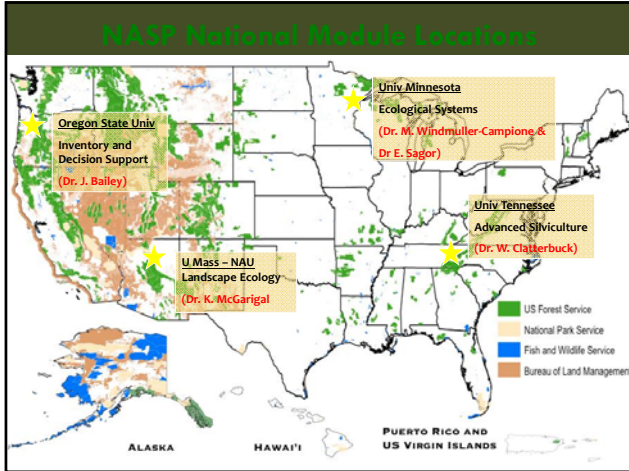 NASP National Module Locations
Univ Minnesota
Ecological Systems
(Dr. M. Windmuller-Campione &
Dr E. Sagor)
Oregon State Univ
Inventory and
Decision Support
(Dr. J. Bailey)
Univ Tennessee
Advanced Silviculture
(Dr. W. Clatterbuck)
U Mass – NAU
Landscape Ecology
(Dr. K. McGarigal
US Forest Service
National Park Service
Fish and Wildlife Service
Bureau of Land Management
ALASKA
HAWAI'I
PUERTO RICO AND
US VIRGIN ISLANDS